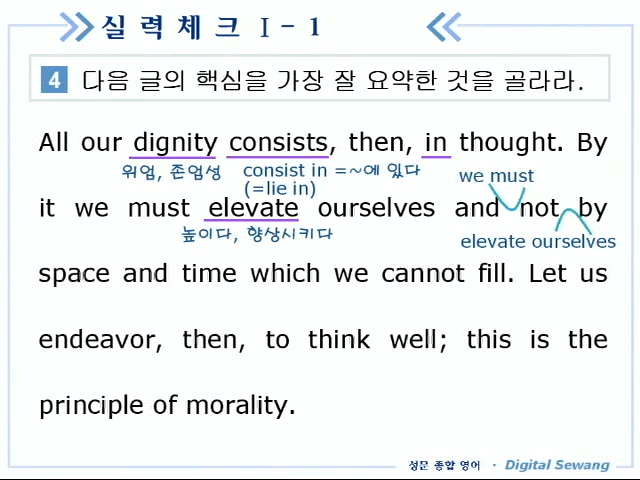 실력체크 I - 1
4 다음 글의 핵심을 가장 잘 요약한 것을 골라라.
All our dignity consists, then, in thought. By
위엄, 존엄성 consist in =~에 있다
(=lie in)
we must
it we must elevate ourselves and not by
높이다, 향상시키다
elevate ourselves
space and time which we cannot fill. Let us
endeavor, then, to think well; this is the
principle of morality.
성문 종합 영어 · Digital Sewang